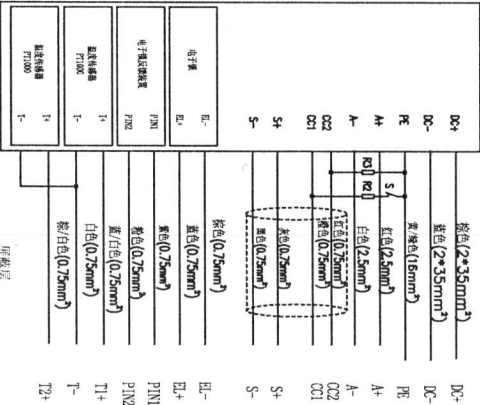 DC+ 棕色(2*35mm²) DC+
DC- 蓝色(2*35mm²) DC-
PE 黄/绿色(16mm²) PE
S
A+ 红色(2.5mm²) A+
R3 R2
A- 白色(2.5mm²) A-
CC2 红色(0.75mm²) CC2
CC1 橙色(0.75mm²) CC1
S+ 灰色(0.75mm²) S+
S- 黑色(0.75mm²) S-
电子锁
EL- 棕色(0.75mm²) EL-
EL+ 蓝色(0.75mm²) EL+
电子锁反馈装置
PIN1 紫色(0.75mm²) PIN1
PIN2 粉色(0.75mm²) PIN2
温度传感器
PT1000
T1+ 蓝/白色(0.75mm²) T1+
T- 白色(0.75mm²) T-
温度传感器
PT1000
T+ 棕/白色(0.75mm²) T2+
T-
屏蔽层